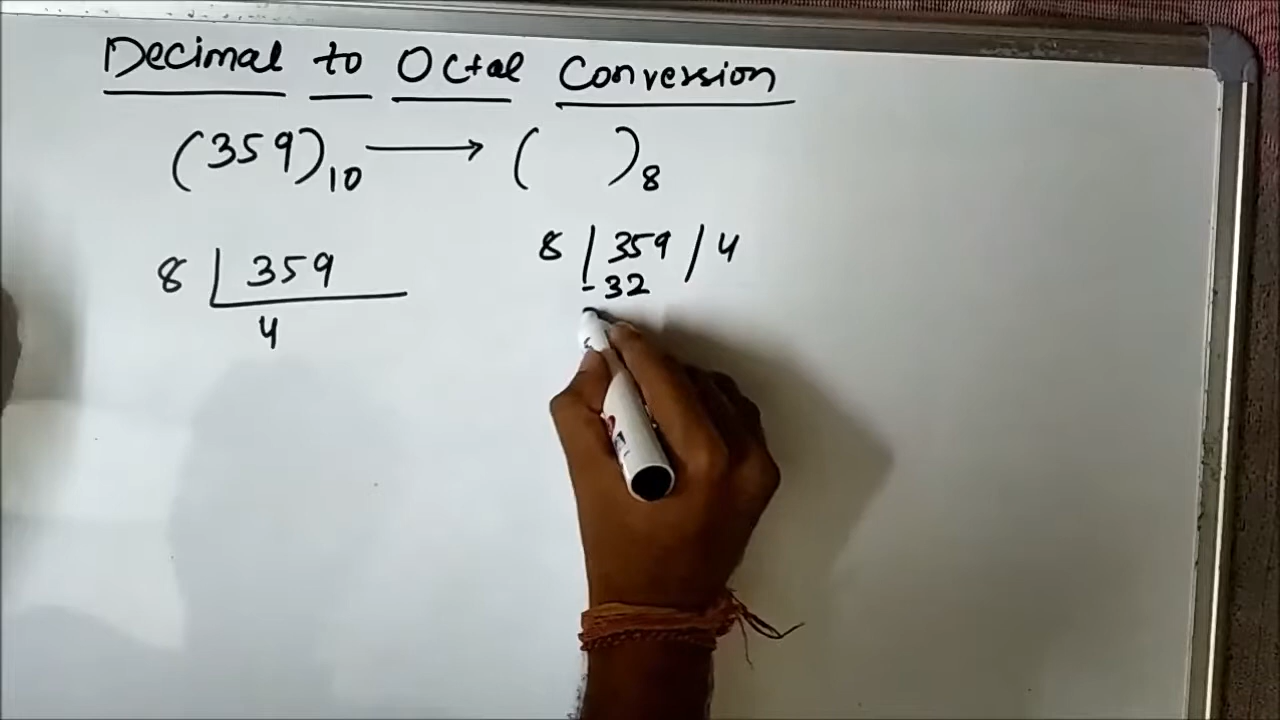 Decimal to Octal Conversion
(359)10 → ( )8
8 | 359
4
8 / 359 / 4
-32